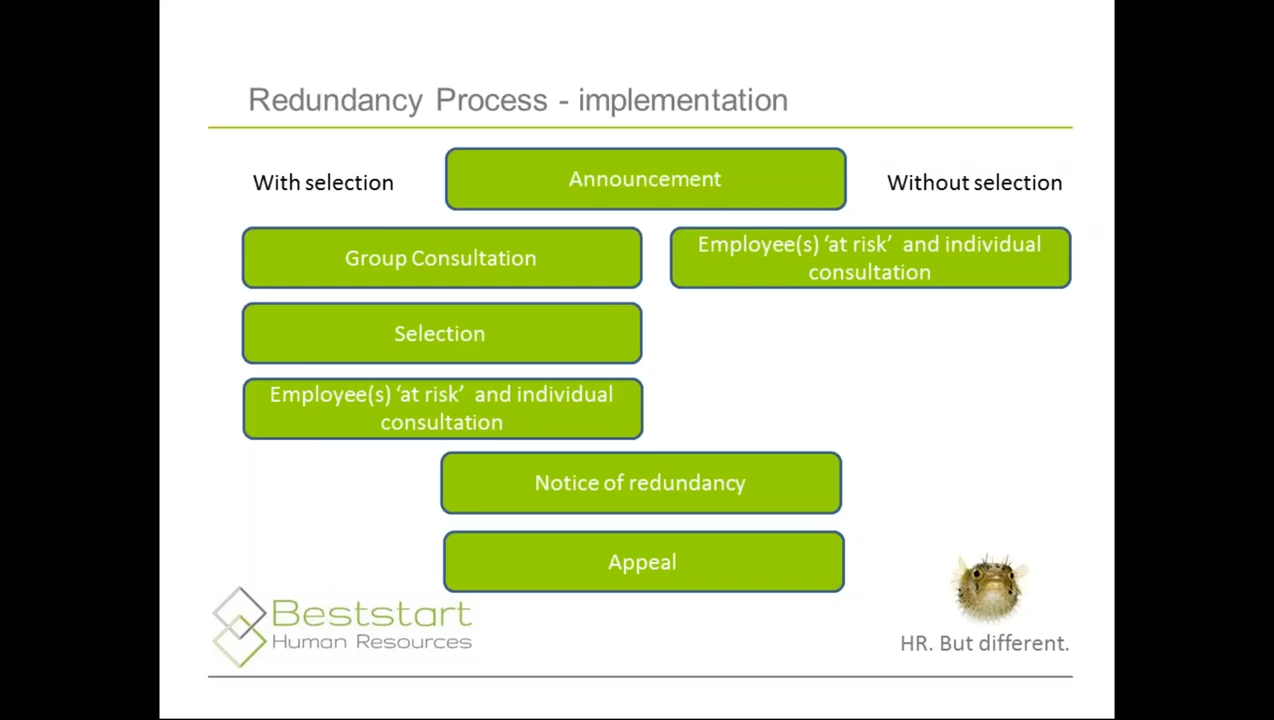 Redundancy Process - implementation
With selection
Announcement
Without selection
Group Consultation
Employee(s) ‘at risk’ and individual
consultation
Selection
Employee(s) ‘at risk’ and individual
consultation
Notice of redundancy
Appeal
Beststart
Human Resources
HR. But different.